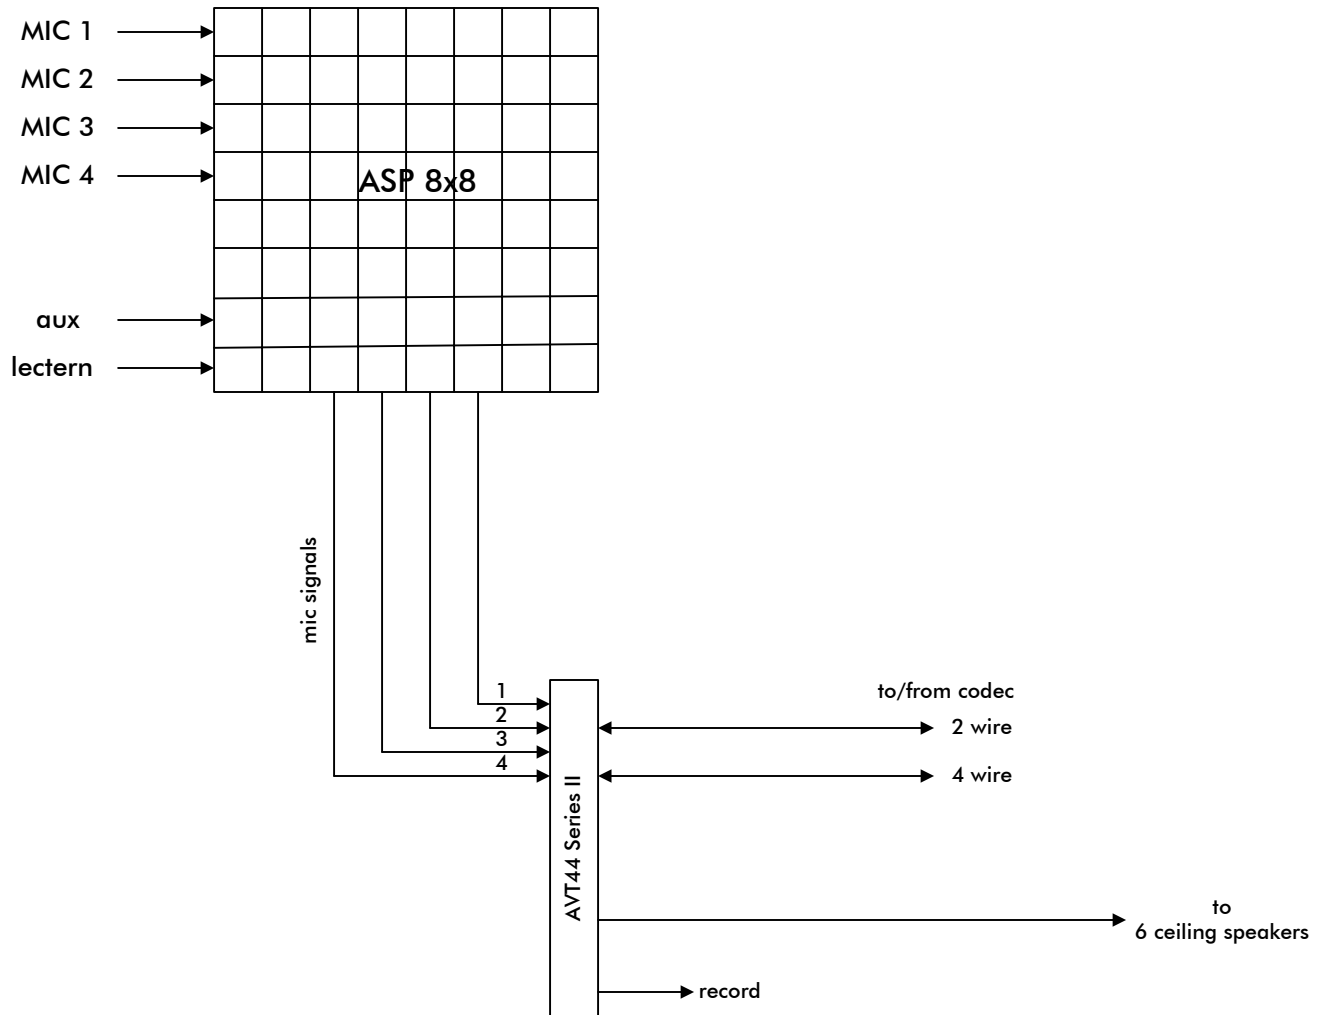 MIC 1
MIC 2
MIC 3
MIC 4
ASP 8x8
aux
lectern
mic signals
1
2
3
4
AVT44 Series II
to/from codec
2 wire
4 wire
to
6 ceiling speakers
record